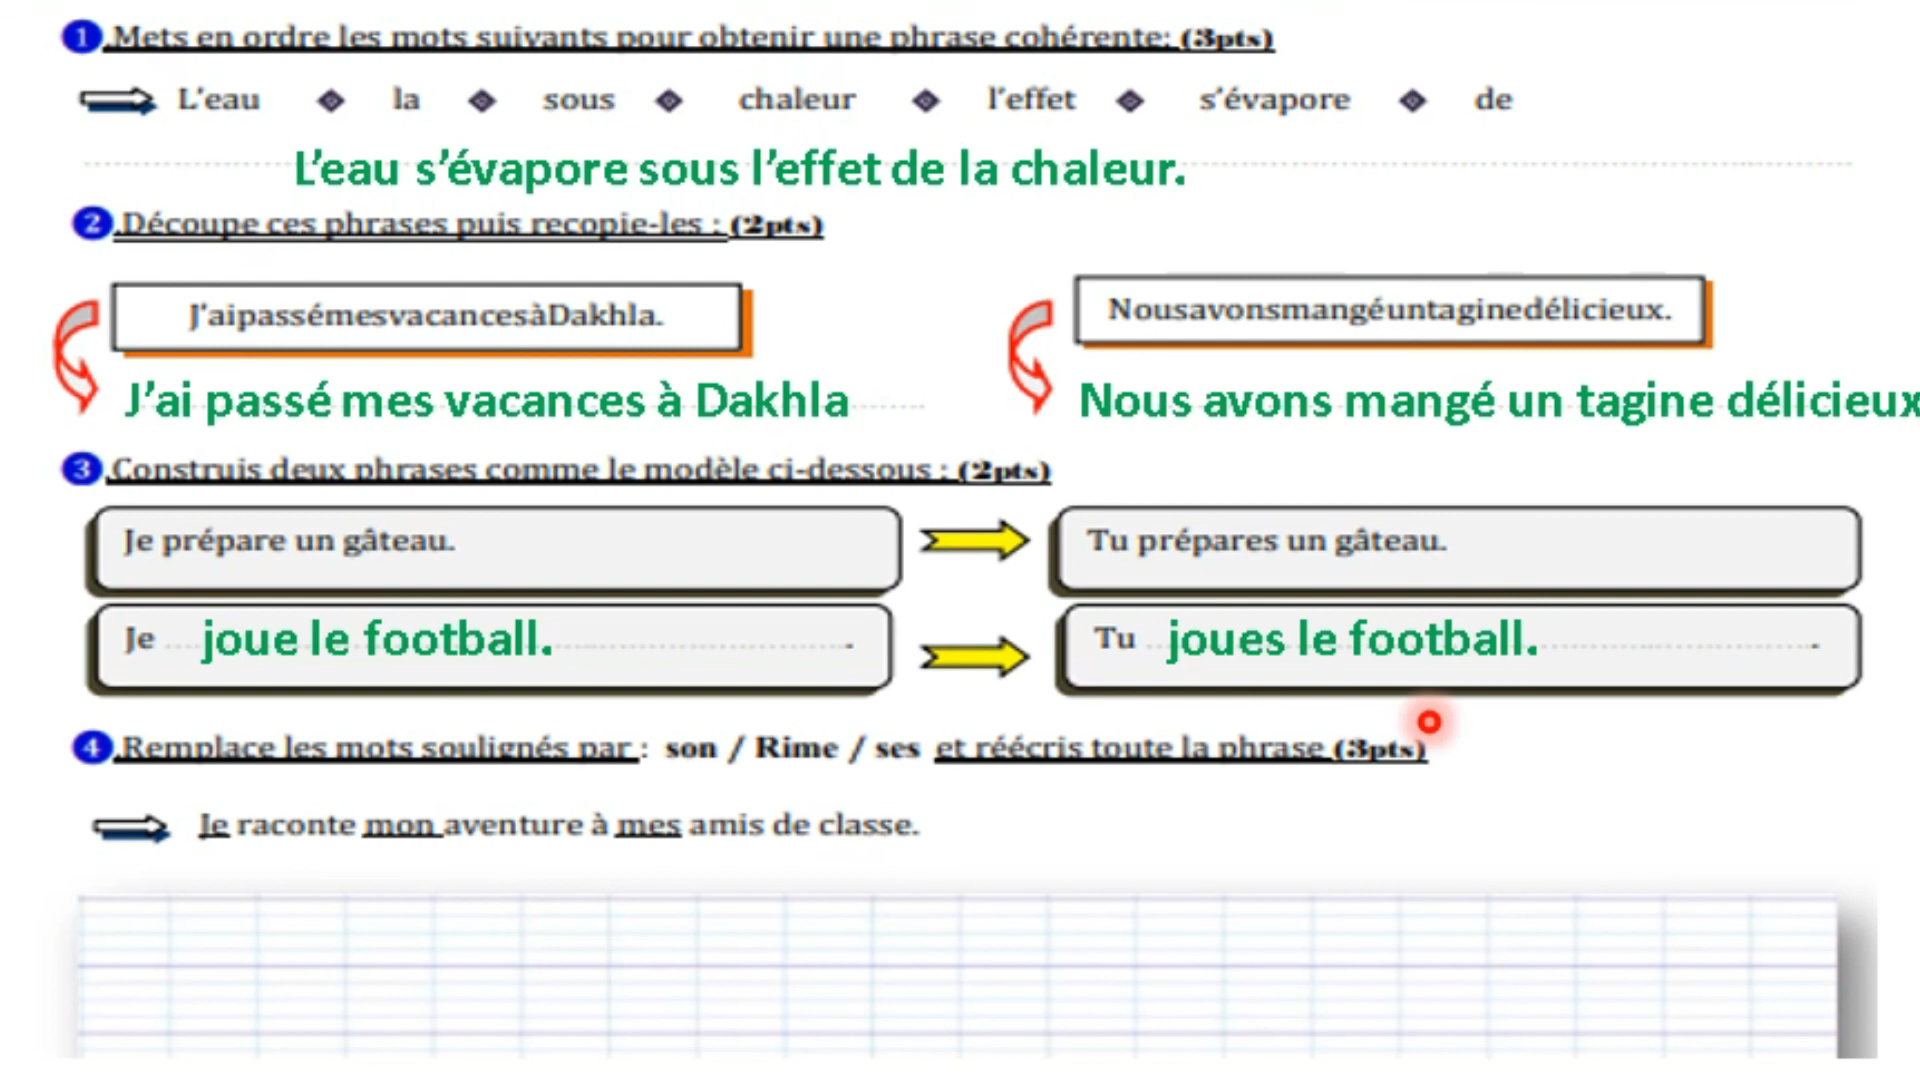 1 .Mets en ordre les mots suivants pour obtenir une phrase cohérente: (3pts)
L'eau la sous chaleur l'effet s'évapore de
L'eau s'évapore sous l'effet de la chaleur.
2 .Découpe ces phrases puis recopie-les : (2pts)
J'aipassémesvacancesàDakhla.
Nousavonsmangéuntaginedélicieux.
J'ai passé mes vacances à Dakhla
Nous avons mangé un tagine délicieux
3 .Construis deux phrases comme le modèle ci-dessous : (2pts)
Je prépare un gâteau.
Tu prépares un gâteau.
Je joue le football. .
Tu joues le football. .
4 .Remplace les mots soulignés par : son / Rime / ses et réécris toute la phrase (3pts)
Je raconte mon aventure à mes amis de classe.